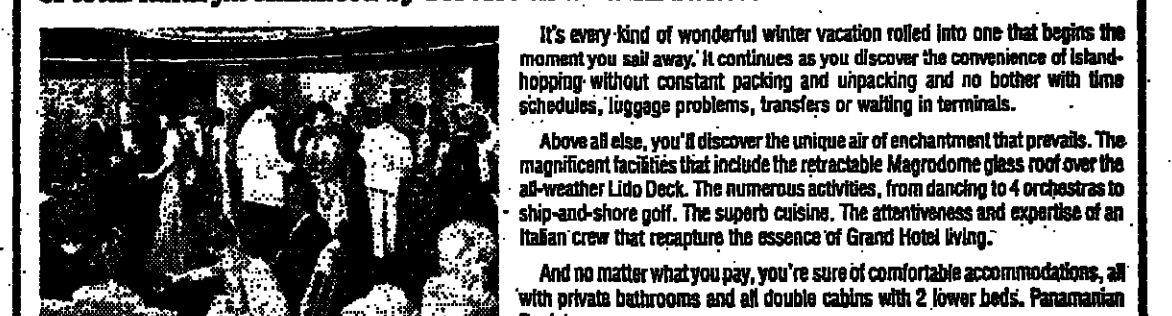 It's every kind of wonderful winter vacation rolled into one that begins the
moment you sail away. It continues as you discover the convenience of island-
hopping without constant packing and unpacking and no bother with time
schedules, luggage problems, transfers or waiting in terminals.
Above all else, you'll discover the unique air of enchantment that prevails. The
magnificent facilities that include the retractable Magrodome glass roof over the
all-weather Lido Deck. The numerous activities, from dancing to 4 orchestras to
ship-and-shore golf. The superb cuisine. The attentiveness and expertise of an
Italian crew that recapture the essence of Grand Hotel living.
And no matter what you pay, you're sure of comfortable accommodations, all
with private bathrooms and all double cabins with 2 lower beds. Panamanian